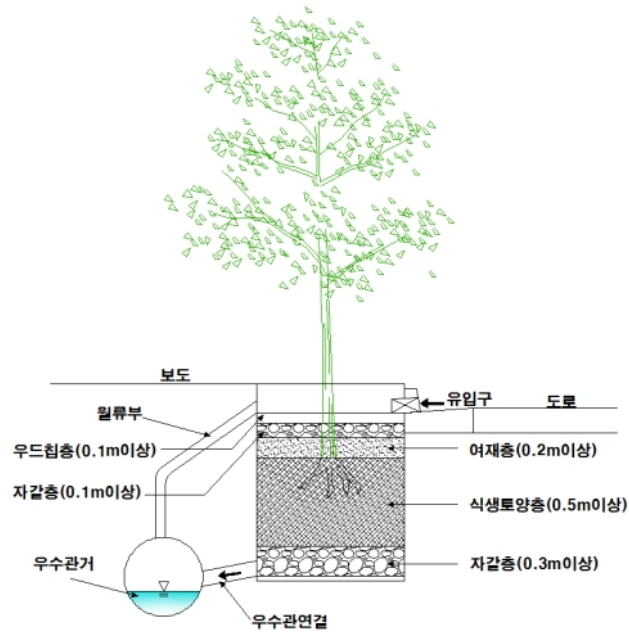 보도
유입구
도로
월류부
우드칩층(0.1m이상)
여재층(0.2m이상)
자갈층(0.1m이상)
식생토양층(0.5m이상)
우수관거
자갈층(0.3m이상)
우수관연결